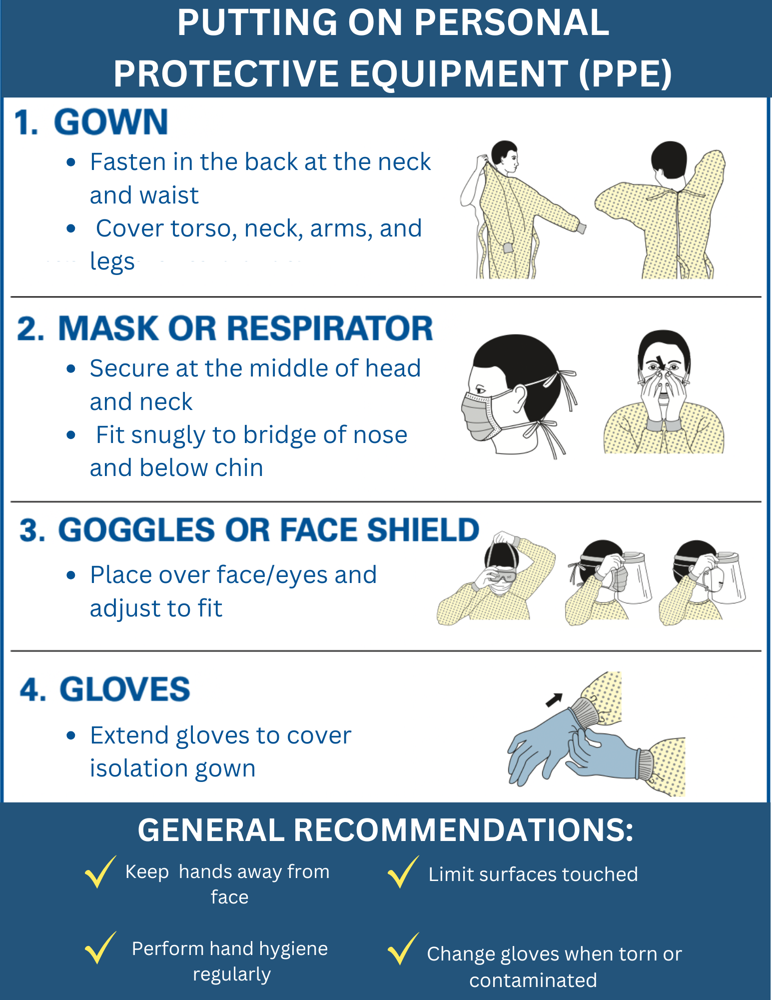 PUTTING ON PERSONAL
PROTECTIVE EQUIPMENT (PPE)
1. GOWN
• Fasten in the back at the neck
and waist
• Cover torso, neck, arms, and
legs
2. MASK OR RESPIRATOR
• Secure at the middle of head
and neck
• Fit snugly to bridge of nose
and below chin
3. GOGGLES OR FACE SHIELD
• Place over face/eyes and
adjust to fit
4. GLOVES
• Extend gloves to cover
isolation gown
GENERAL RECOMMENDATIONS:
Keep hands away from
face
Limit surfaces touched
Perform hand hygiene
regularly
Change gloves when torn or
contaminated